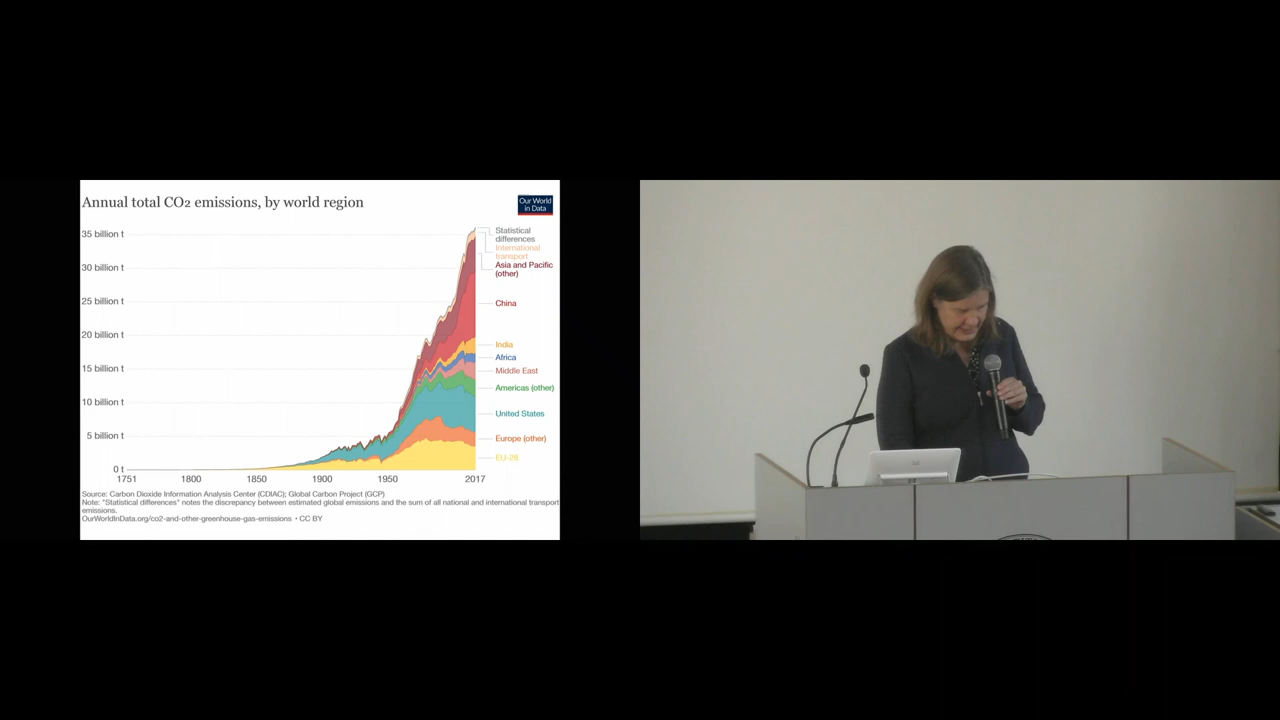 Annual total CO₂ emissions, by world region
Our World
in Data
35 billion t
30 billion t
25 billion t
20 billion t
15 billion t
10 billion t
5 billion t
0 t
1751
1800
1850
1900
1950
2017
Statistical
differences
International
transport
Asia and Pacific
(other)
China
India
Africa
Middle East
Americas (other)
United States
Europe (other)
EU-28
Source: Carbon Dioxide Information Analysis Center (CDIAC); Global Carbon Project (GCP)
Note: "Statistical differences" notes the discrepancy between estimated global emissions and the sum of all national and international transport
emissions.
OurWorldInData.org/co2-and-other-greenhouse-gas-emissions • CC BY